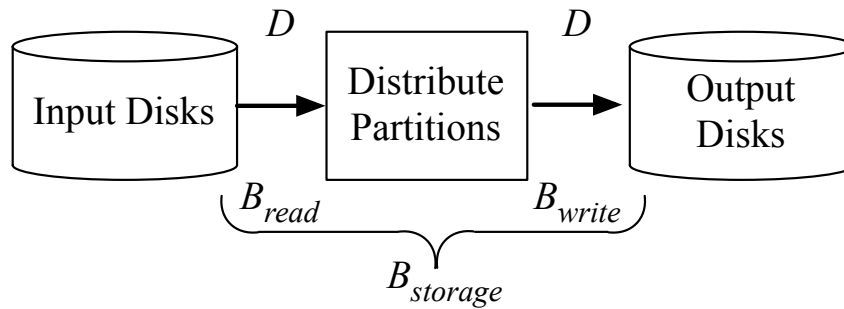 D
D
Input Disks
Distribute
Partitions
Output
Disks
B_read
B_write
B_storage